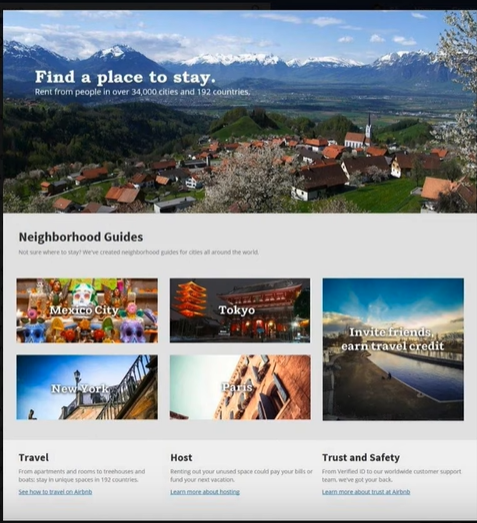 Find a place to stay.
Rent from people in over 34,000 cities and 192 countries.
Neighborhood Guides
Not sure where to stay? We've created neighborhood guides for cities all around the world.
Mexico City
Tokyo
Invite friends,
earn travel credit
New York
Paris
Travel
From apartments and rooms to treehouses and
boats: stay in unique spaces in 192 countries.
See how to travel on Airbnb
Host
Renting out your unused space could pay your bills or
fund your next vacation.
Learn more about hosting
Trust and Safety
From Verified ID to our worldwide customer support
team, we've got your back.
Learn more about trust at Airbnb